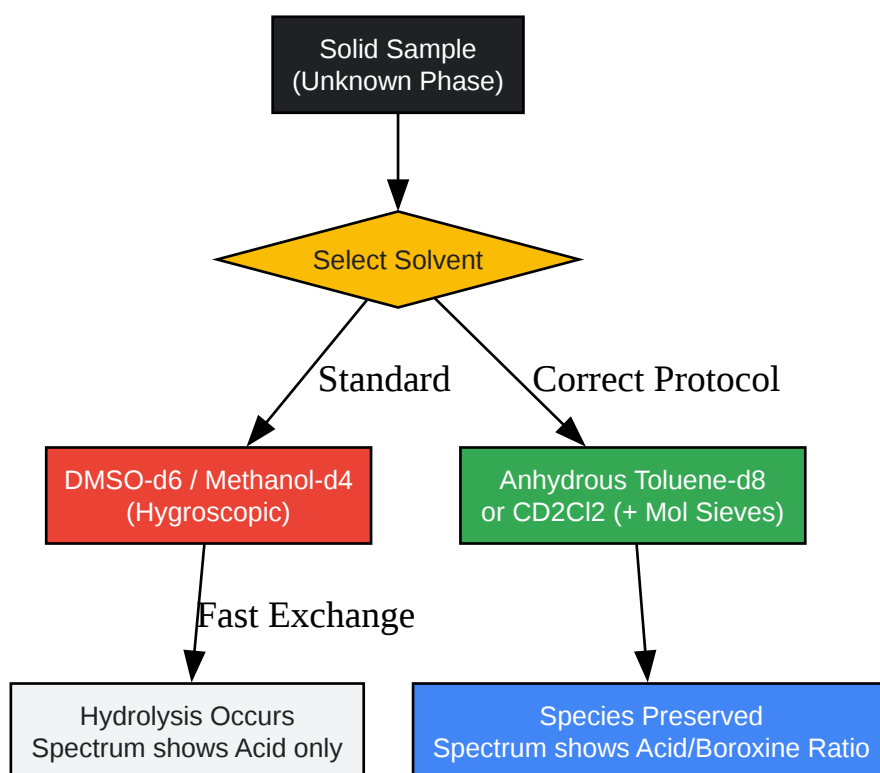 Solid Sample
(Unknown Phase)
Select Solvent
Standard
Correct Protocol
DMSO-d6 / Methanol-d4
(Hygroscopic)
Anhydrous Toluene-d8
or CD2Cl2 (+ Mol Sieves)
Fast Exchange
Hydrolysis Occurs
Spectrum shows Acid only
Species Preserved
Spectrum shows Acid/Boroxine Ratio